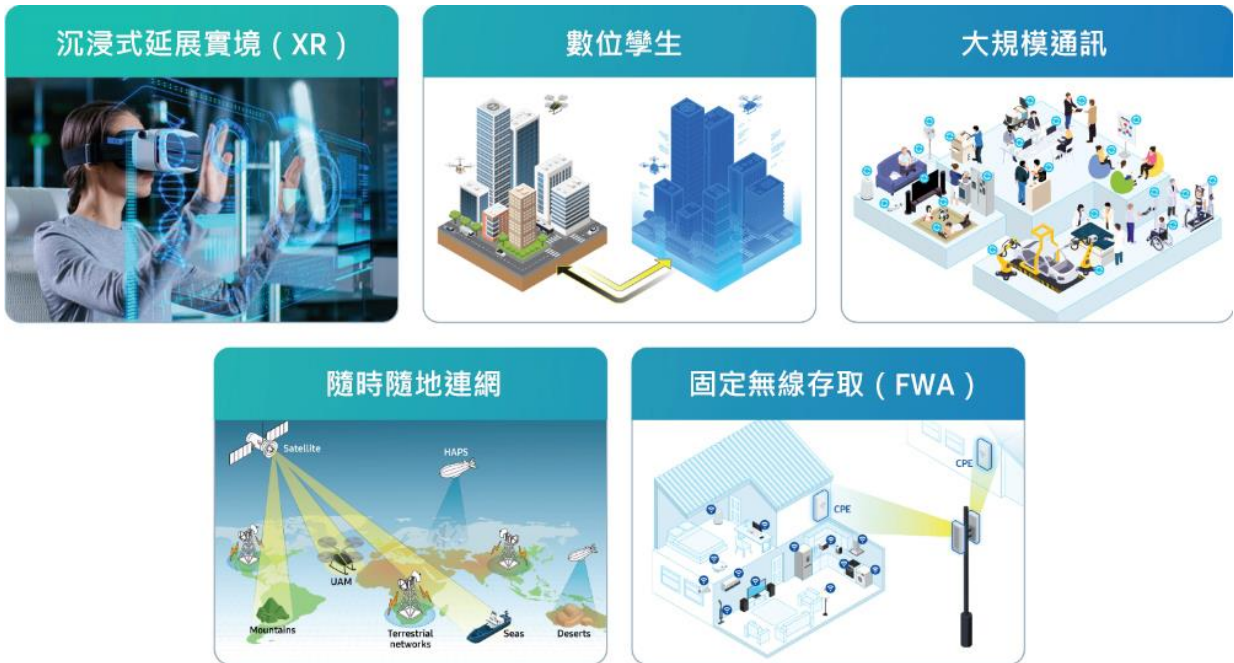 沉浸式延展實境（XR）
數位孿生
大規模通訊
隨時隨地連網
Satellite
HAPS
UAM
Mountains
Terrestrial
networks
Seas
Deserts
固定無線存取（FWA）
CPE
CPE